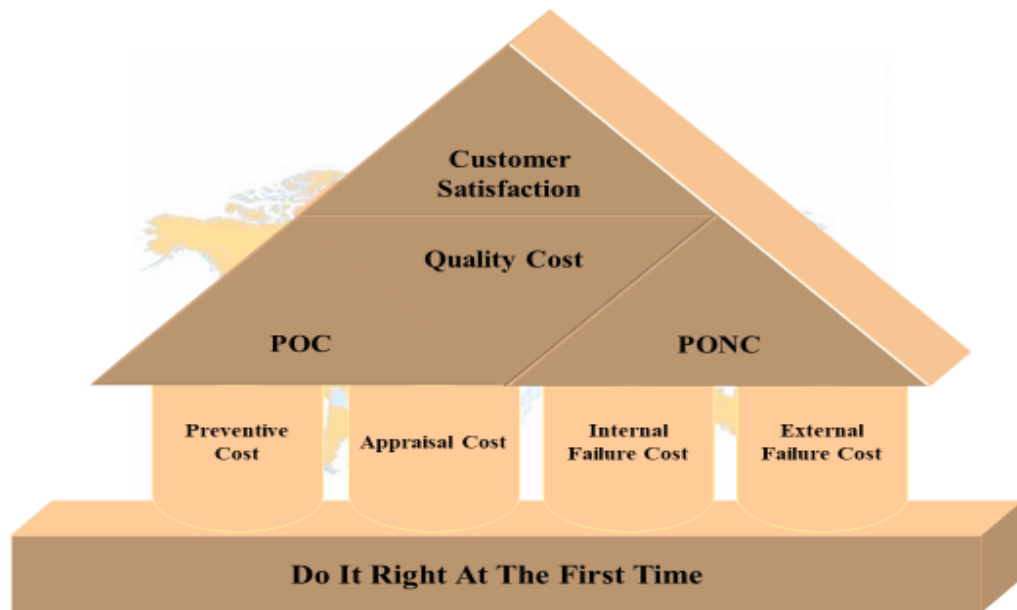 Customer
Satisfaction
Quality Cost
POC
PONC
Preventive
Cost
Appraisal Cost
Internal
Failure Cost
External
Failure Cost
Do It Right At The First Time